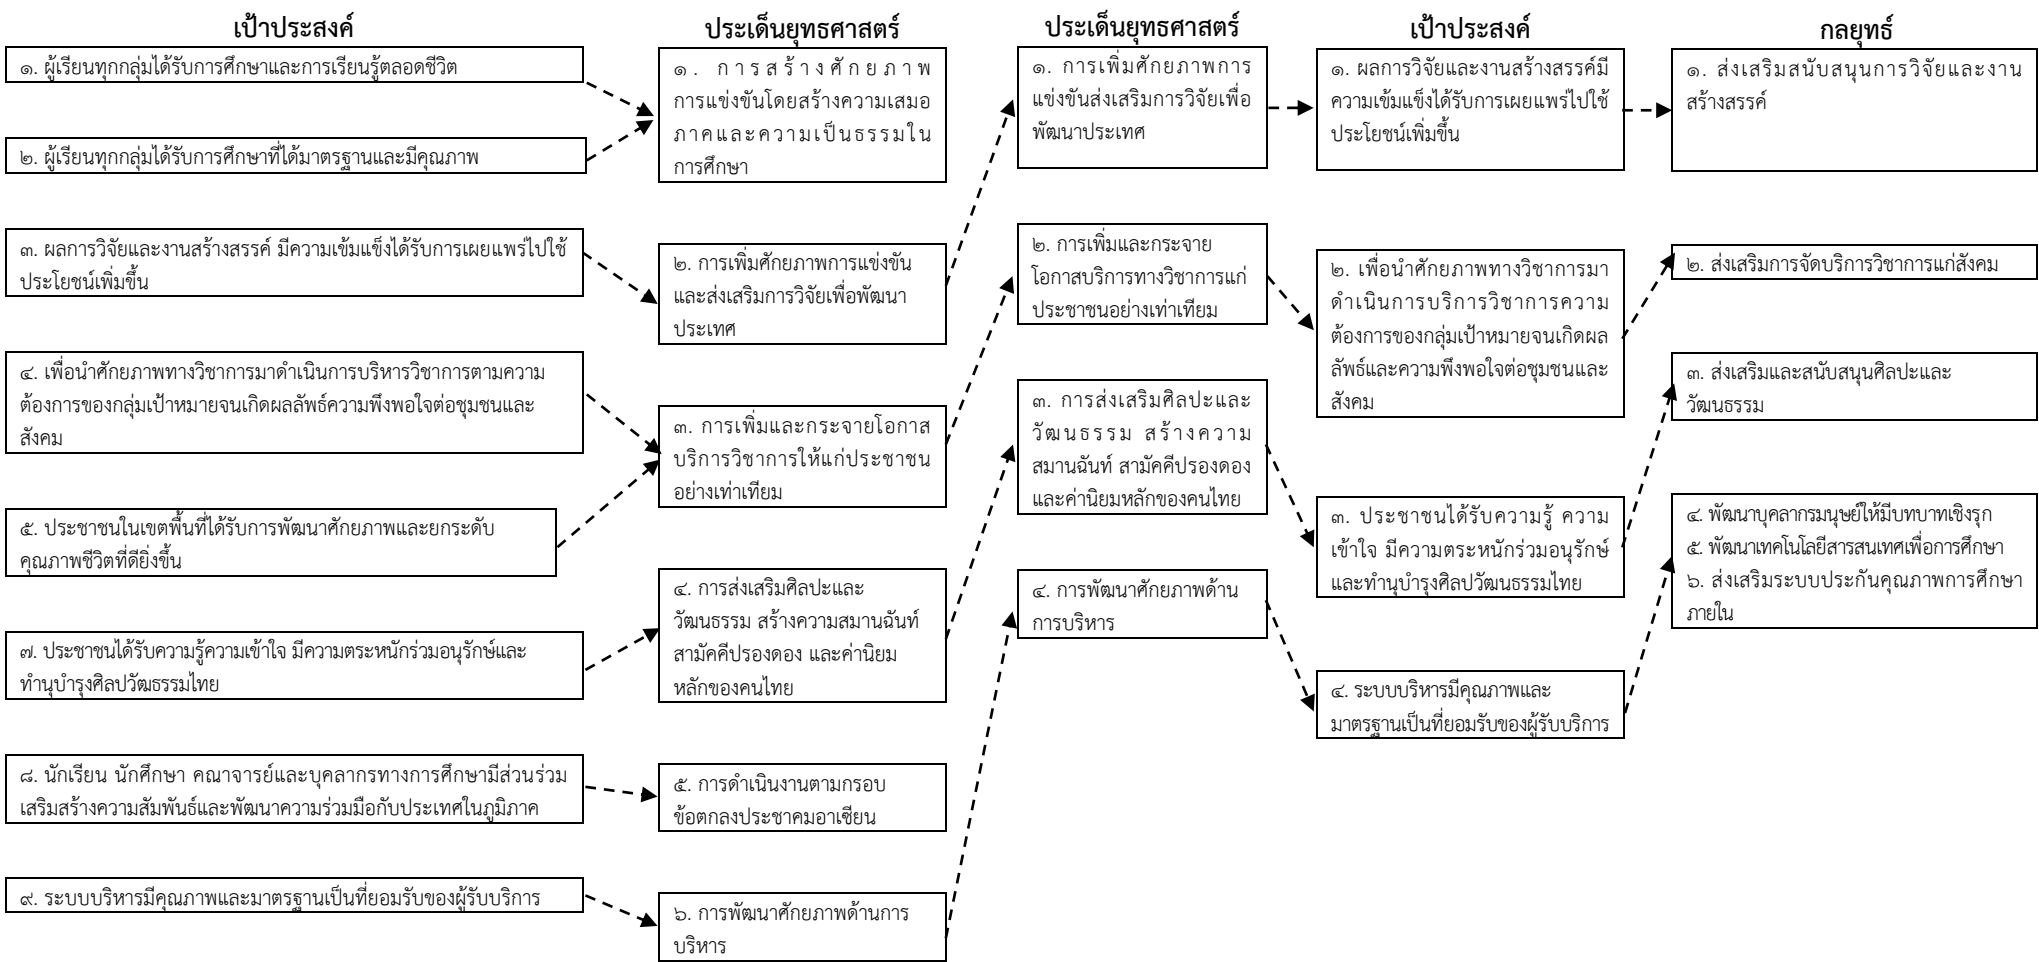 เป้าประสงค์
๑. ผู้เรียนทุกกลุ่มได้รับการศึกษาและการเรียนรู้ตลอดชีวิต
๒. ผู้เรียนทุกกลุ่มได้รับการศึกษาที่ได้มาตรฐานและมีคุณภาพ
๓. ผลการวิจัยและงานสร้างสรรค์ มีความเข้มแข็งได้รับการเผยแพร่ไปใช้
ประโยชน์เพิ่มขึ้น
๔. เพื่อนำศักยภาพทางวิชาการมาดำเนินการบริหารวิชาการตามความ
ต้องการของกลุ่มเป้าหมายจนเกิดผลลัพธ์ความพึงพอใจต่อชุมชนและ
สังคม
๕. ประชาชนในเขตพื้นที่ได้รับการพัฒนาศักยภาพและยกระดับ
คุณภาพชีวิตที่ดียิ่งขึ้น
๗. ประชาชนได้รับความรู้ความเข้าใจ มีความตระหนักร่วมอนุรักษ์และ
ทำนุบำรุงศิลปวัฒธรรมไทย
๘. นักเรียน นักศึกษา คณาจารย์และบุคลากรทางการศึกษามีส่วนร่วม
เสริมสร้างความสัมพันธ์และพัฒนาความร่วมมือกับประเทศในภูมิภาค
๙. ระบบบริหารมีคุณภาพและมาตรฐานเป็นที่ยอมรับของผู้รับบริการ
ประเด็นยุทธศาสตร์
๑. การสร้างศักยภาพ
การแข่งขันโดยสร้างความเสมอ
ภาคและความเป็นธรรมใน
การศึกษา
๒. การเพิ่มศักยภาพการแข่งขัน
และส่งเสริมการวิจัยเพื่อพัฒนา
ประเทศ
๓. การเพิ่มและกระจายโอกาส
บริการวิชาการให้แก่ประชาชน
อย่างเท่าเทียม
๔. การส่งเสริมศิลปะและ
วัฒนธรรม สร้างความสมานฉันท์
สามัคคีปรองดอง และค่านิยม
หลักของคนไทย
๕. การดำเนินงานตามกรอบ
ข้อตกลงประชาคมอาเซียน
๖. การพัฒนาศักยภาพด้านการ
บริหาร
ประเด็นยุทธศาสตร์
๑. การเพิ่มศักยภาพการ
แข่งขันส่งเสริมการวิจัยเพื่อ
พัฒนาประเทศ
๒. การเพิ่มและกระจาย
โอกาสบริการทางวิชาการแก่
ประชาชนอย่างเท่าเทียม
๓. การส่งเสริมศิลปะและ
วัฒนธรรม สร้างความ
สมานฉันท์ สามัคคีปรองดอง
และค่านิยมหลักของคนไทย
๔. การพัฒนาศักยภาพด้าน
การบริหาร
เป้าประสงค์
๑. ผลการวิจัยและงานสร้างสรรค์มี
ความเข้มแข็งได้รับการเผยแพร่ไปใช้
ประโยชน์เพิ่มขึ้น
๒. เพื่อนำศักยภาพทางวิชาการมา
ดำเนินการบริการวิชาการความ
ต้องการของกลุ่มเป้าหมายจนเกิดผล
ลัพธ์และความพึงพอใจต่อชุมชนและ
สังคม
๓. ประชาชนได้รับความรู้ ความ
เข้าใจ มีความตระหนักร่วมอนุรักษ์
และทำนุบำรุงศิลปวัฒนธรรมไทย
๔. ระบบบริหารมีคุณภาพและ
มาตรฐานเป็นที่ยอมรับของผู้รับบริการ
กลยุทธ์
๑. ส่งเสริมสนับสนุนการวิจัยและงาน
สร้างสรรค์
๒. ส่งเสริมการจัดบริการวิชาการแก่สังคม
๓. ส่งเสริมและสนับสนุนศิลปะและ
วัฒนธรรม
๔. พัฒนาบุคลากรมนุษย์ให้มีบทบาทเชิงรุก
๕. พัฒนาเทคโนโลยีสารสนเทศเพื่อการศึกษา
๖. ส่งเสริมระบบประกันคุณภาพการศึกษา
ภายใน